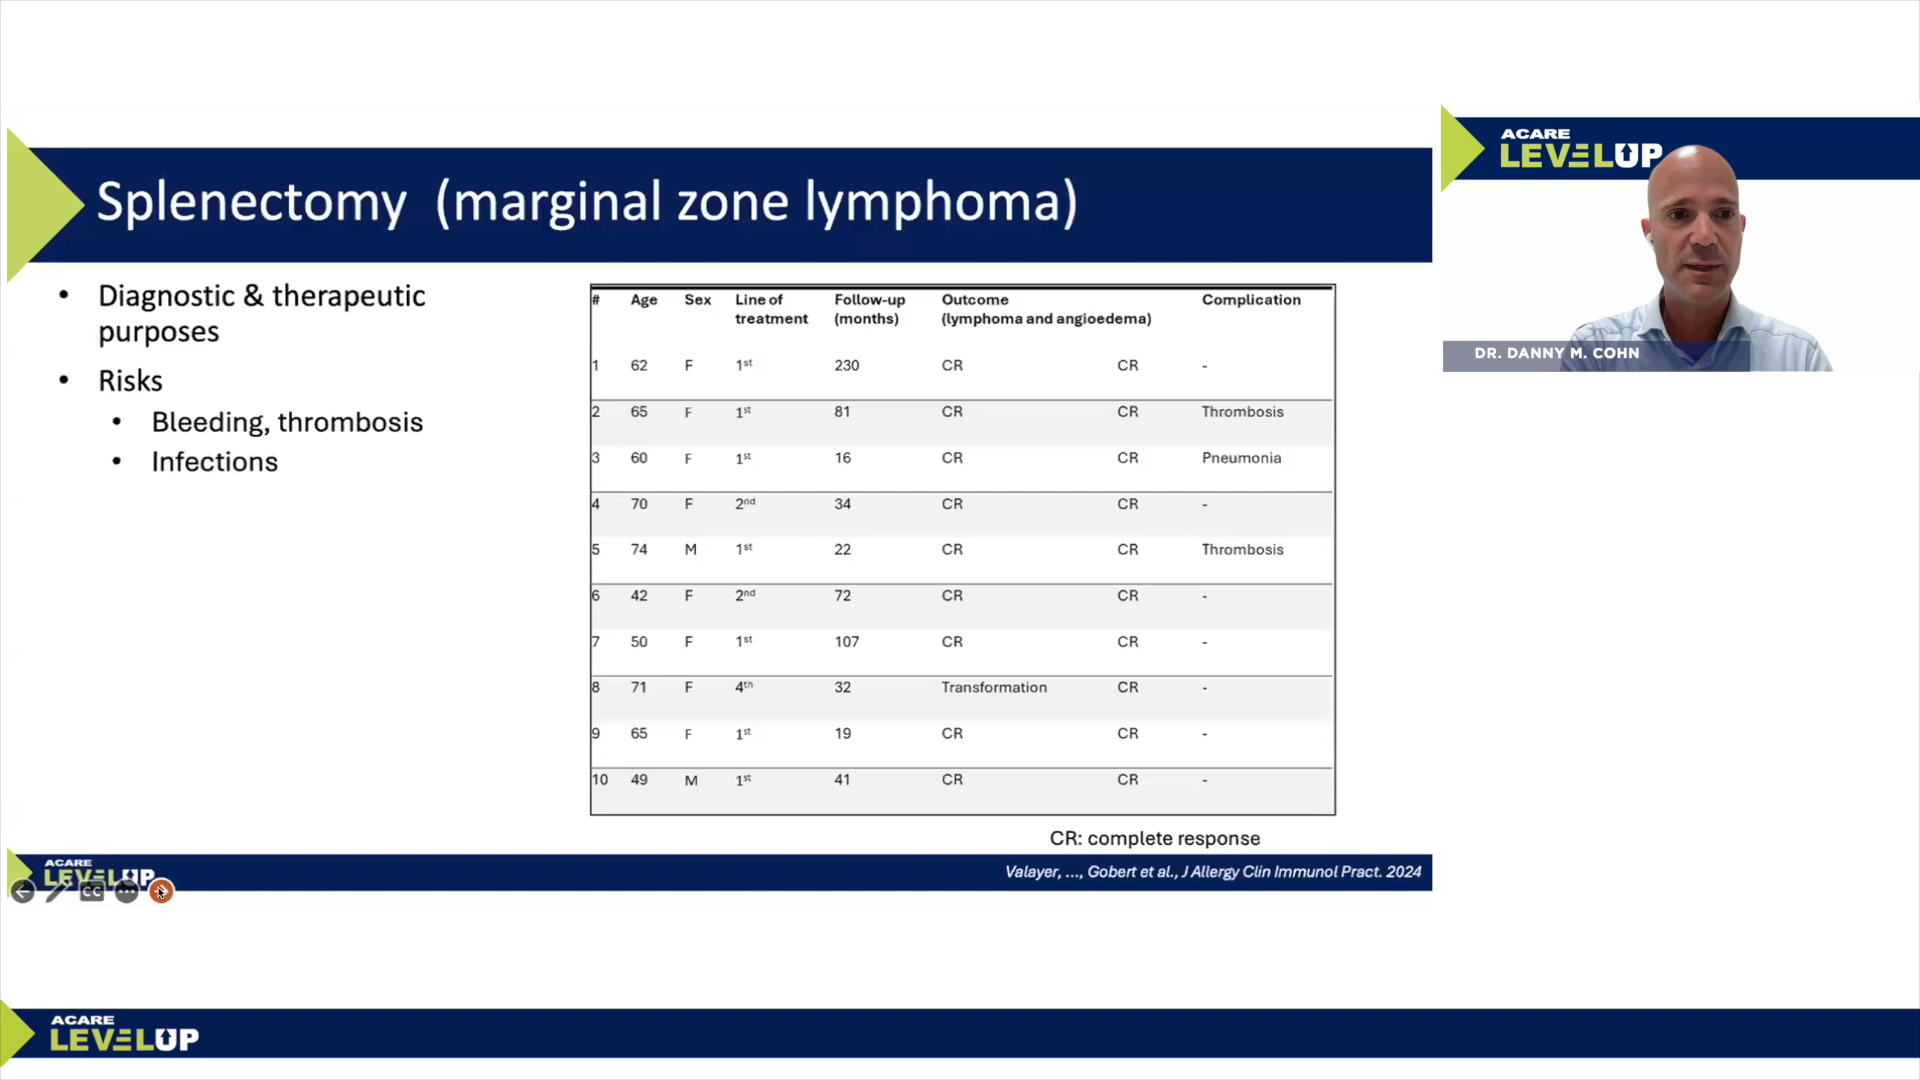 Splenectomy (marginal zone lymphoma)
• Diagnostic & therapeutic
purposes
• Risks
• Bleeding, thrombosis
• Infections
# Age Sex Line of treatment Follow-up (months) Outcome (lymphoma and angioedema) Complication
1 62 F 1st 230 CR CR -
2 65 F 1st 81 CR CR Thrombosis
3 60 F 1st 16 CR CR Pneumonia
4 70 F 2nd 34 CR CR -
5 74 M 1st 22 CR CR Thrombosis
6 42 F 2nd 72 CR CR -
7 50 F 1st 107 CR CR -
8 71 F 4th 32 Transformation CR -
9 65 F 1st 19 CR CR -
10 49 M 1st 41 CR CR -
CR: complete response
ACARE
LEVELUP
CC
Valayer, ..., Gobert et al., J Allergy Clin Immunol Pract. 2024
ACARE
LEVELUP
DR. DANNY M. COHN
ACARE
LEVELUP